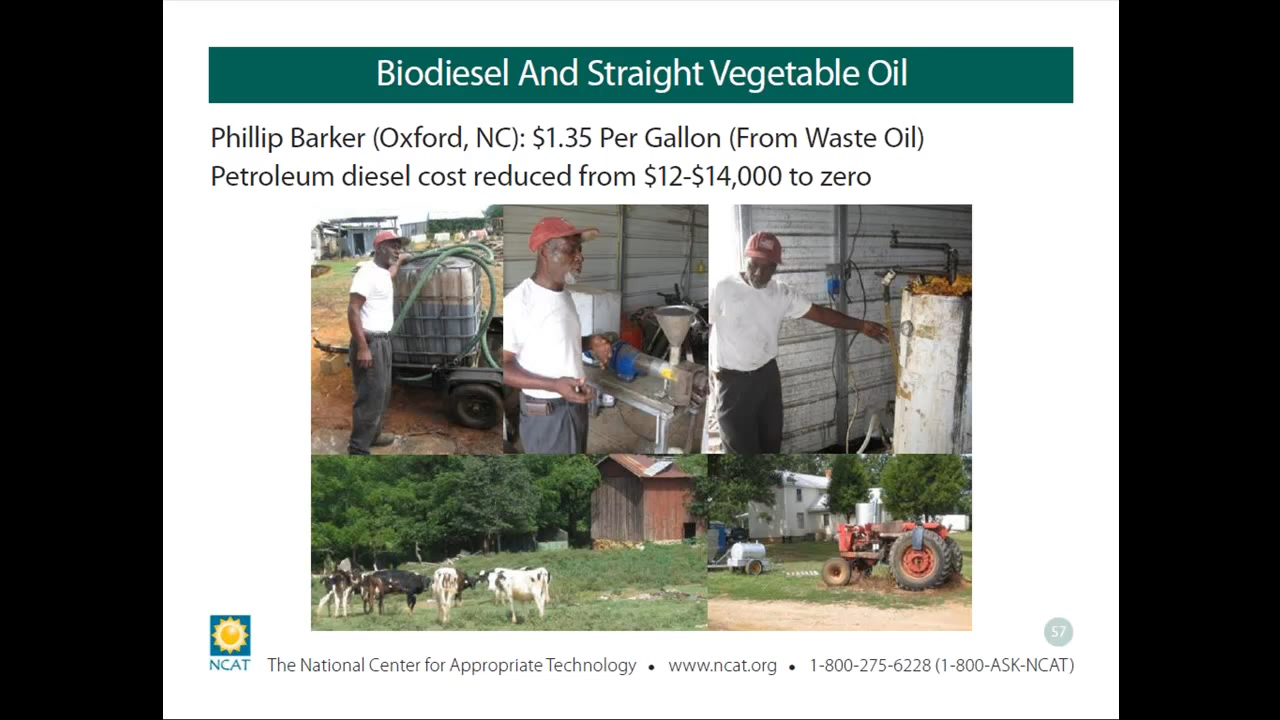 Biodiesel And Straight Vegetable Oil
Phillip Barker (Oxford, NC): $1.35 Per Gallon (From Waste Oil)
Petroleum diesel cost reduced from $12-$14,000 to zero
57
NCAT
The National Center for Appropriate Technology • www.ncat.org • 1-800-275-6228 (1-800-ASK-NCAT)